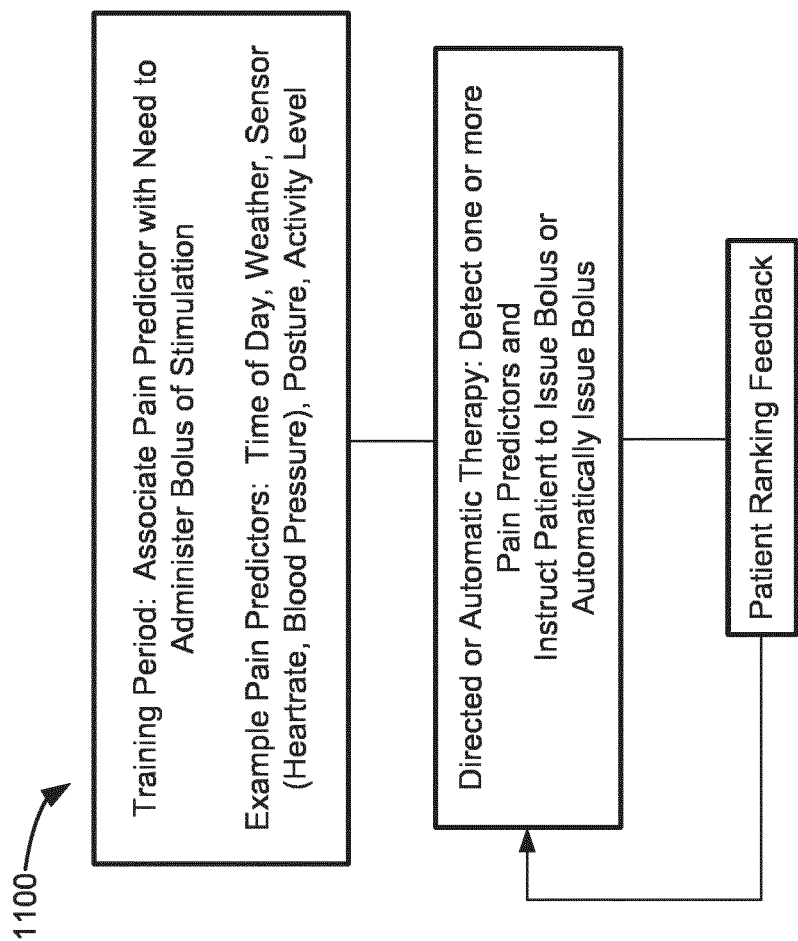 1100
Training Period: Associate Pain Predictor with Need to
Administer Bolus of Stimulation
Example Pain Predictors: Time of Day, Weather, Sensor
(Heartrate, Blood Pressure), Posture, Activity Level
Directed or Automatic Therapy: Detect one or more
Pain Predictors and
Instruct Patient to Issue Bolus or
Automatically Issue Bolus
Patient Ranking Feedback